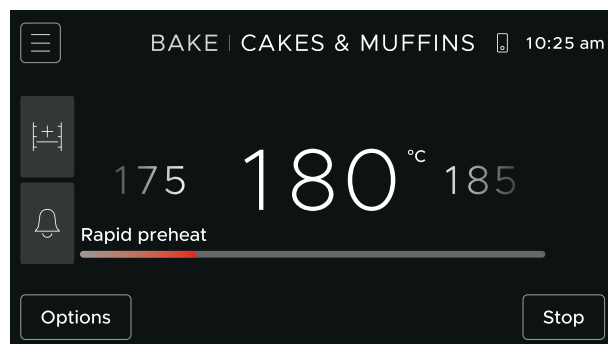 BAKE | CAKES & MUFFINS 10:25 am
175 180 °C 185
Rapid preheat
Options Stop